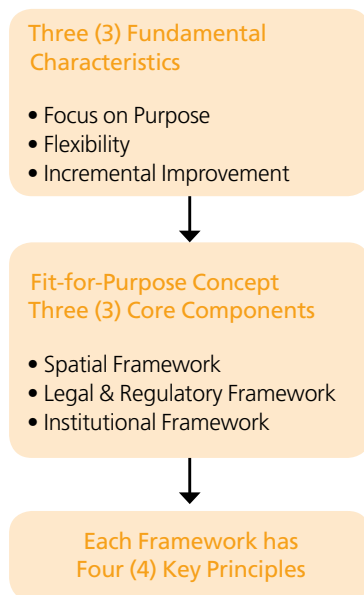 Three (3) Fundamental
Characteristics
• Focus on Purpose
• Flexibility
• Incremental Improvement
Fit-for-Purpose Concept
Three (3) Core Components
• Spatial Framework
• Legal & Regulatory Framework
• Institutional Framework
Each Framework has
Four (4) Key Principles